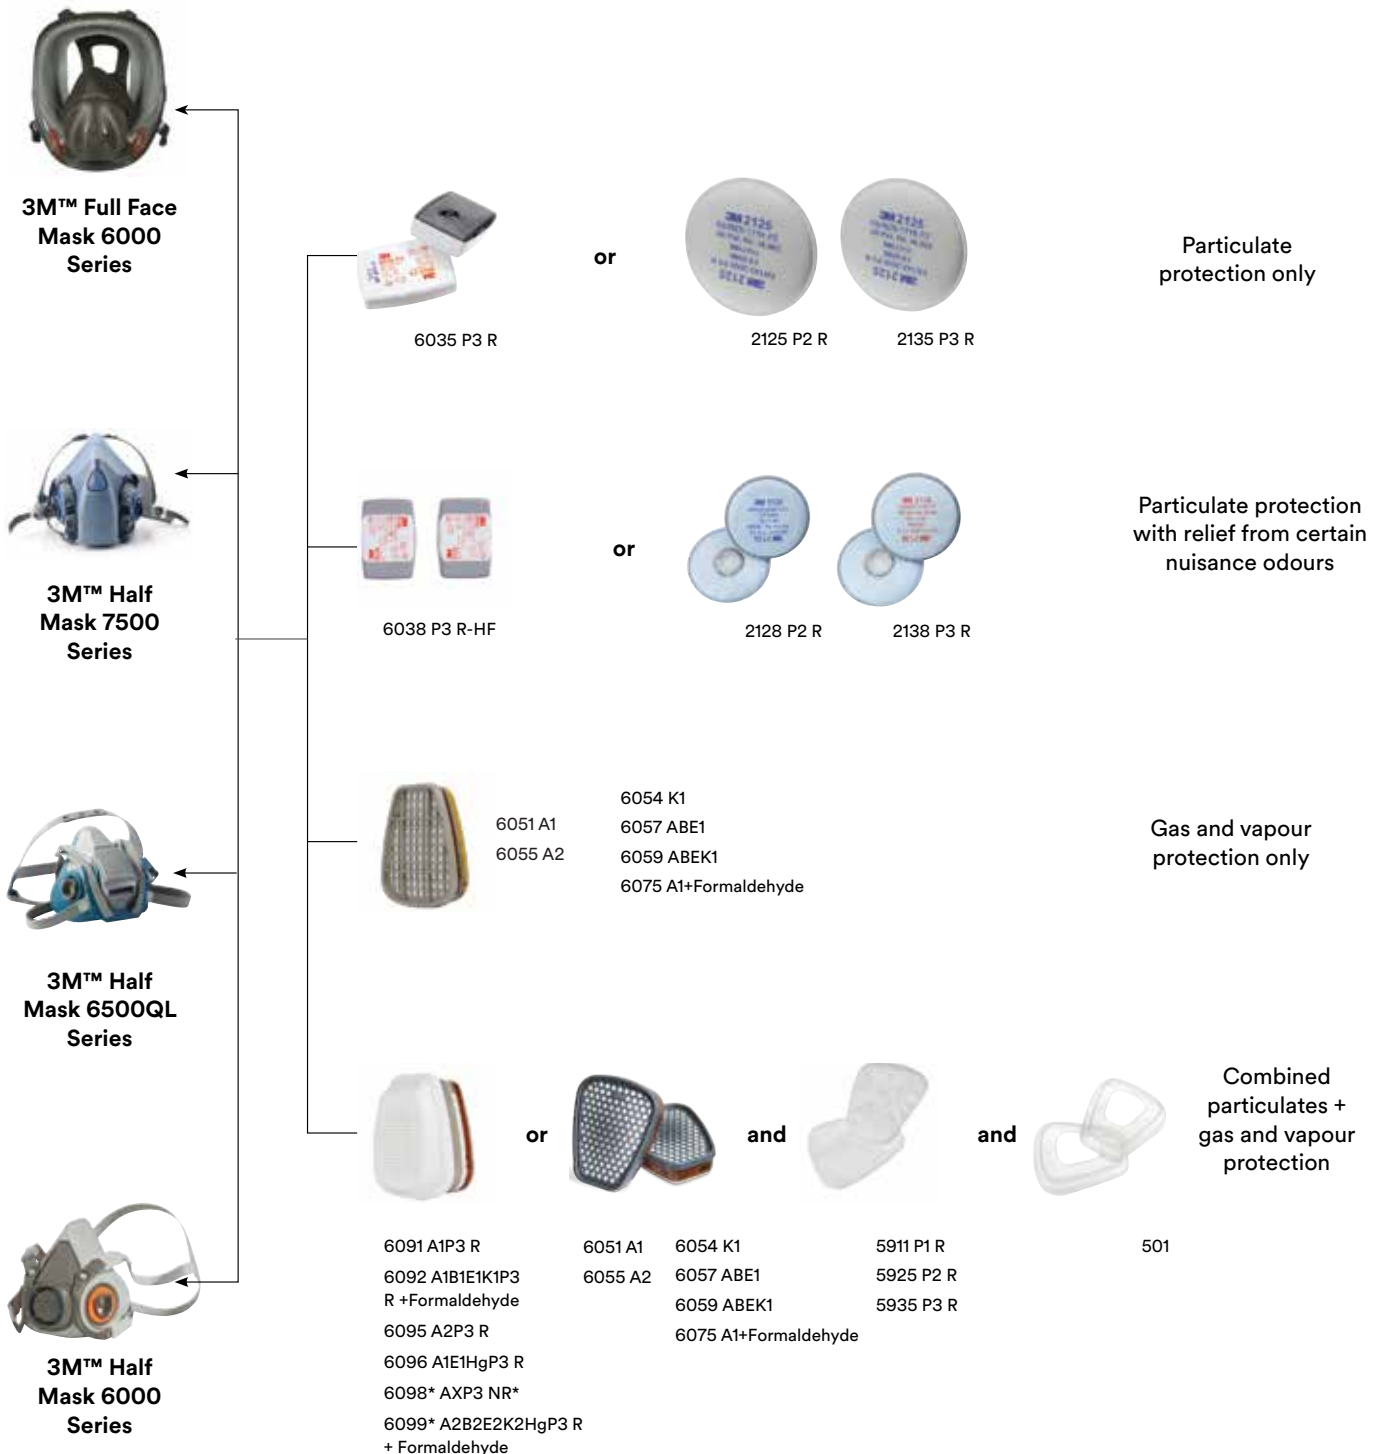 3M™ Full Face
Mask 6000
Series
6035 P3 R
or
3M 2125
3M 2125
2125 P2 R
2135 P3 R
Particulate
protection only
3M™ Half
Mask 7500
Series
6038 P3 R-HF
or
2128 P2 R
2138 P3 R
Particulate protection
with relief from certain
nuisance odours
6051 A1
6055 A2
6054 K1
6057 ABE1
6059 ABEK1
6075 A1+Formaldehyde
Gas and vapour
protection only
3M™ Half
Mask 6500QL
Series
or
and
and
Combined
particulates +
gas and vapour
protection
6091 A1P3 R
6092 A1B1E1K1P3
R +Formaldehyde
6095 A2P3 R
6096 A1E1HgP3 R
6098* AXP3 NR*
6099* A2B2E2K2HgP3 R
+ Formaldehyde
6051 A1
6055 A2
6054 K1
6057 ABE1
6059 ABEK1
6075 A1+Formaldehyde
5911 P1 R
5925 P2 R
5935 P3 R
501
3M™ Half
Mask 6000
Series